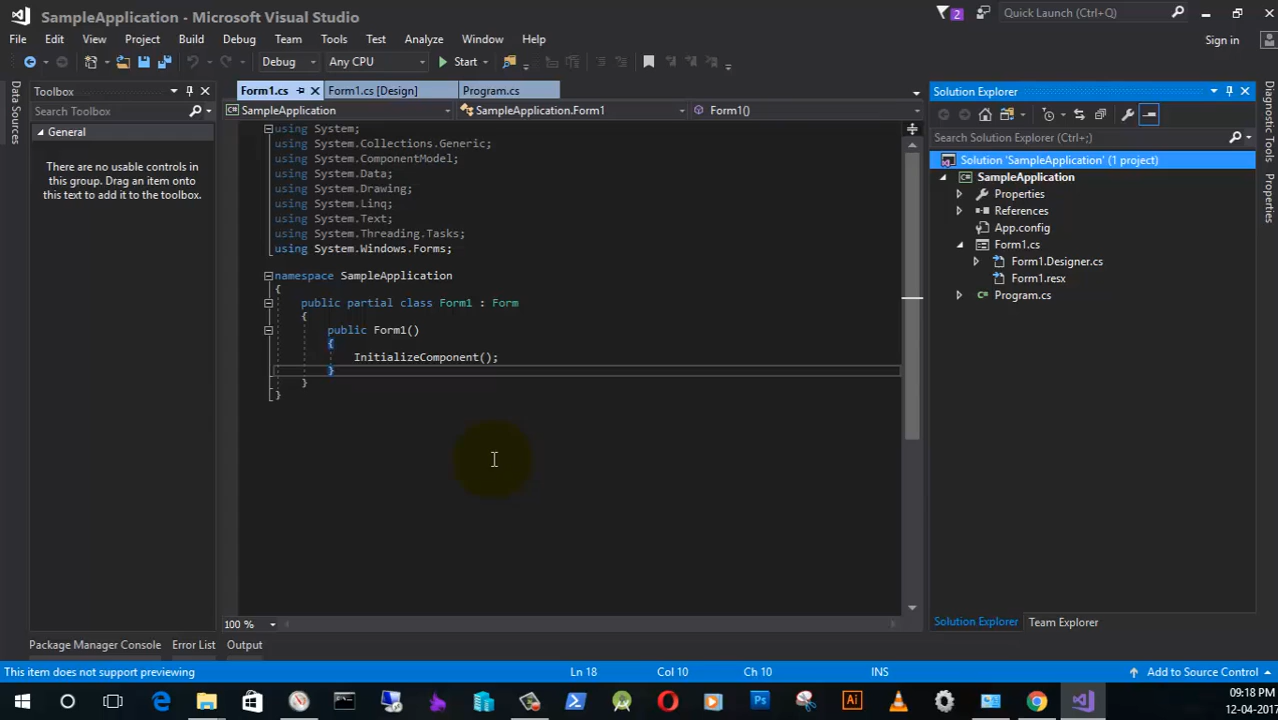 SampleApplication - Microsoft Visual Studio
2
Quick Launch (Ctrl+Q)
File Edit View Project Build Debug Team Tools Test Analyze Window Help
Sign in
Debug Any CPU Start
Data Sources
Toolbox
Search Toolbox
General
There are no usable controls in
this group. Drag an item onto
this text to add it to the toolbox.
Form1.cs Form1.cs [Design] Program.cs
SampleApplication SampleApplication.Form1 Form1()
using System;
using System.Collections.Generic;
using System.ComponentModel;
using System.Data;
using System.Drawing;
using System.Linq;
using System.Text;
using System.Threading.Tasks;
using System.Windows.Forms;
namespace SampleApplication
{
public partial class Form1 : Form
{
public Form1()
{
InitializeComponent();
}
}
}
100 %
Solution Explorer
Search Solution Explorer (Ctrl+;)
Solution 'SampleApplication' (1 project)
SampleApplication
Properties
References
App.config
Form1.cs
Form1.Designer.cs
Form1.resx
Program.cs
Solution Explorer Team Explorer
Diagnostic Tools
Properties
Package Manager Console Error List Output
This item does not support previewing Ln 18 Col 10 Ch 10 INS Add to Source Control
Ps
Ai
09:18 PM
12-04-2017